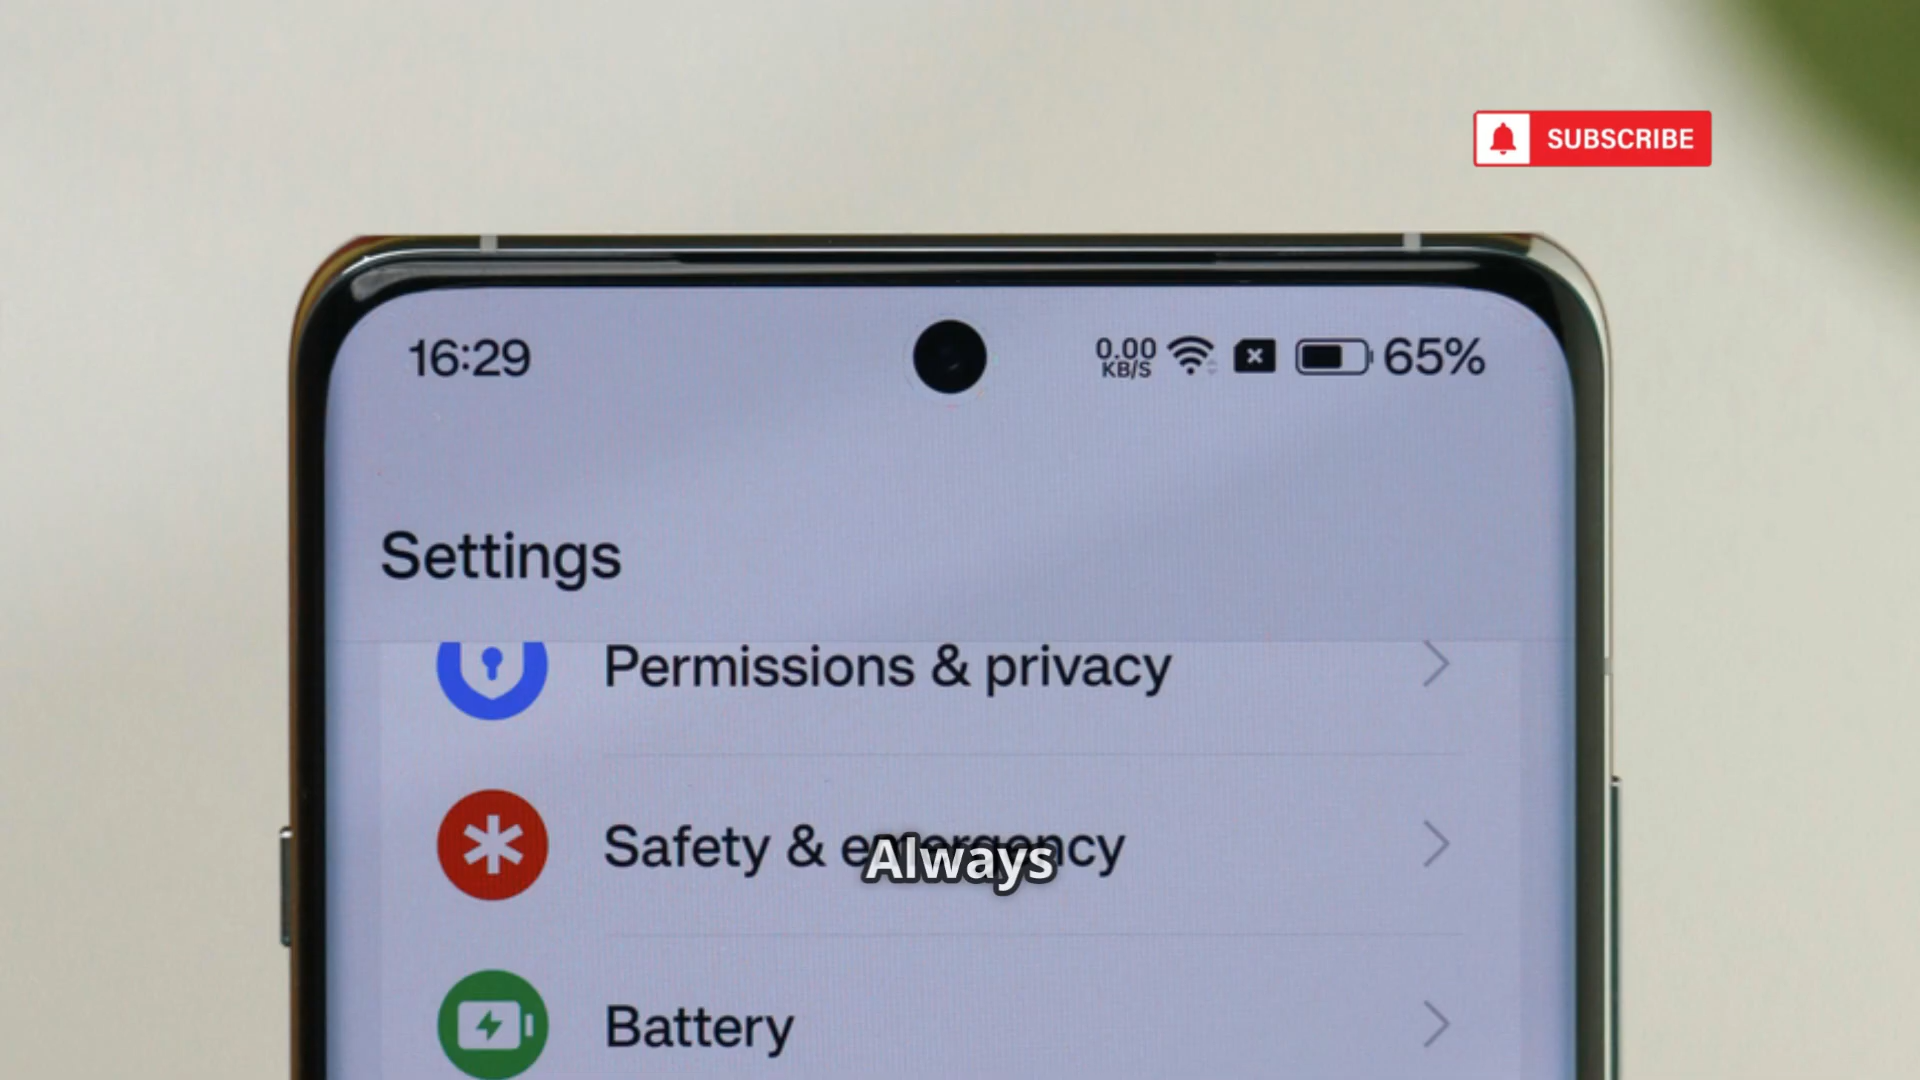 SUBSCRIBE
16:29
0.00
KB/S
65%
Settings
Permissions & privacy
Safety & emergency
Always
Battery